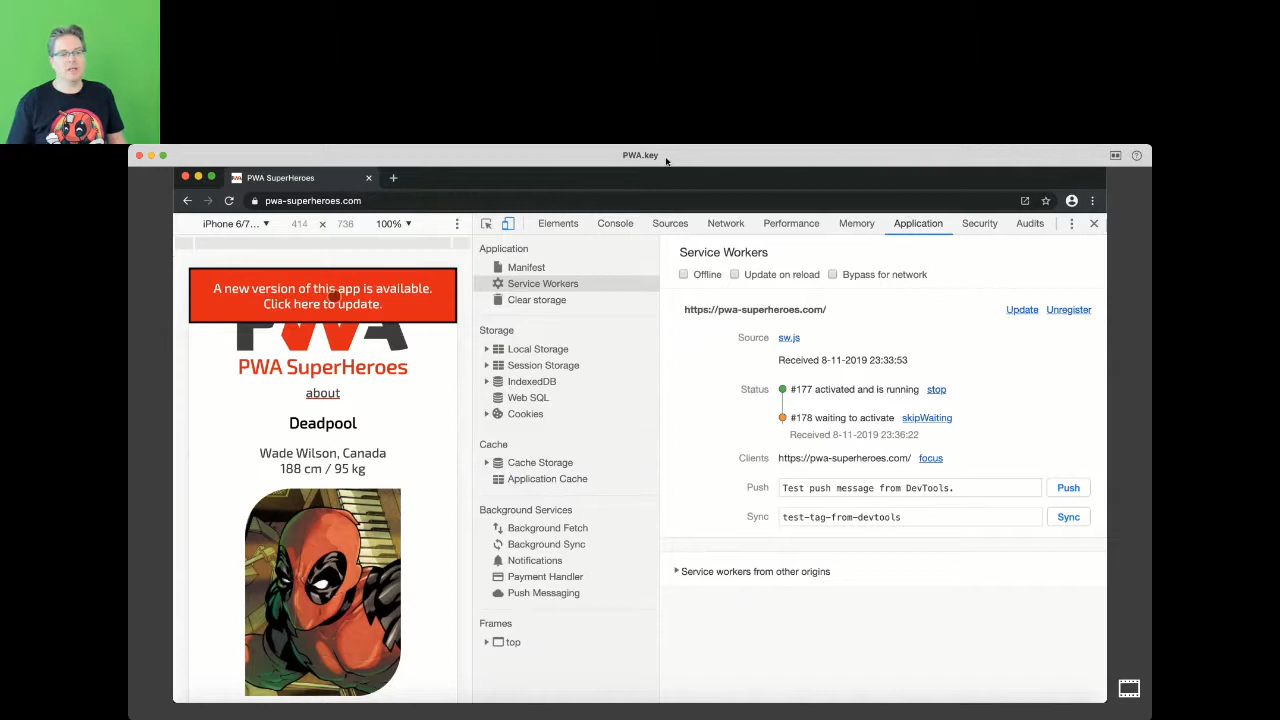 PWA.key
PWA SuperHeroes
pwa-superheroes.com
iPhone 6/7... 414 736 100%
Elements Console Sources Network Performance Memory Application Security Audits
A new version of this app is available.
Click here to update.
PWA
PWA SuperHeroes
about
Deadpool
Wade Wilson, Canada
188 cm / 95 kg
Application
Manifest
Service Workers
Clear storage
Storage
Local Storage
Session Storage
IndexedDB
Web SQL
Cookies
Cache
Cache Storage
Application Cache
Background Services
Background Fetch
Background Sync
Notifications
Payment Handler
Push Messaging
Frames
top
Service Workers
Offline Update on reload Bypass for network
https://pwa-superheroes.com/ Update Unregister
Source sw.js
Received 8-11-2019 23:33:53
Status #177 activated and is running stop
#178 waiting to activate skipWaiting
Received 8-11-2019 23:36:22
Clients https://pwa-superheroes.com/ focus
Push Test push message from DevTools. Push
Sync test-tag-from-devtools Sync
Service workers from other origins